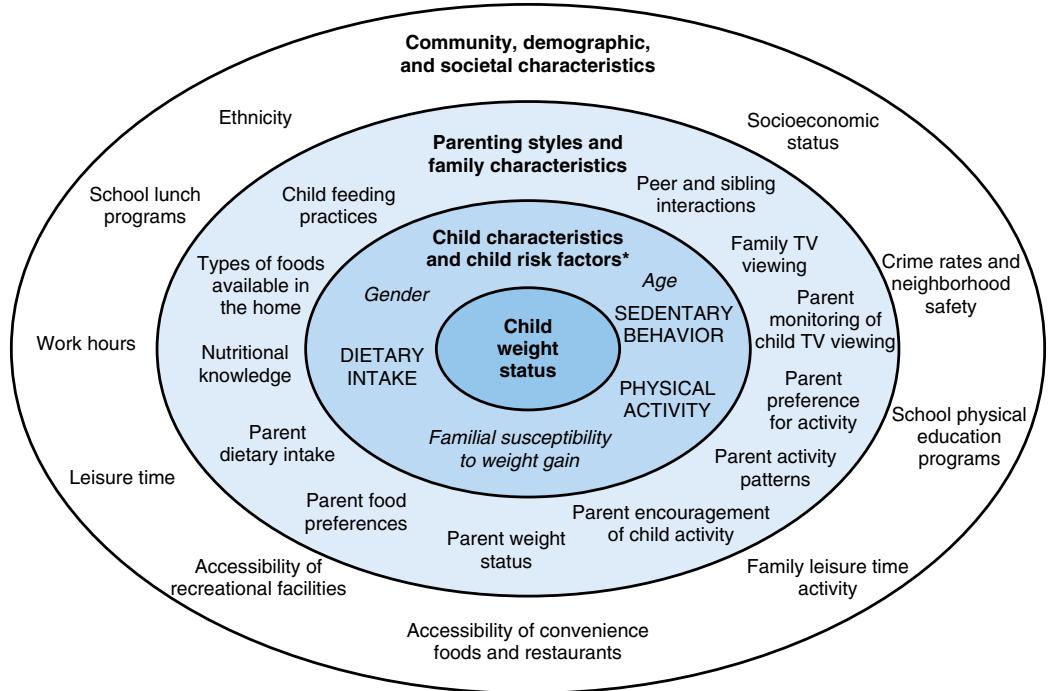 Community, demographic,
and societal characteristics
Ethnicity
Socioeconomic
status
School lunch
programs
Crime rates and
neighborhood
safety
Work hours
School physical
education
programs
Leisure time
Accessibility of
recreational facilities
Family leisure time
activity
Accessibility of convenience
foods and restaurants
Parenting styles and
family characteristics
Child feeding
practices
Peer and sibling
interactions
Types of foods
available in
the home
Family TV
viewing
Parent
monitoring of
child TV viewing
Nutritional
knowledge
Parent
preference
for activity
Parent
dietary intake
Parent activity
patterns
Parent food
preferences
Parent encouragement
of child activity
Parent weight
status
Child characteristics
and child risk factors*
Gender
Age
SEDENTARY
BEHAVIOR
DIETARY
INTAKE
PHYSICAL
ACTIVITY
Familial susceptibility
to weight gain
Child
weight
status